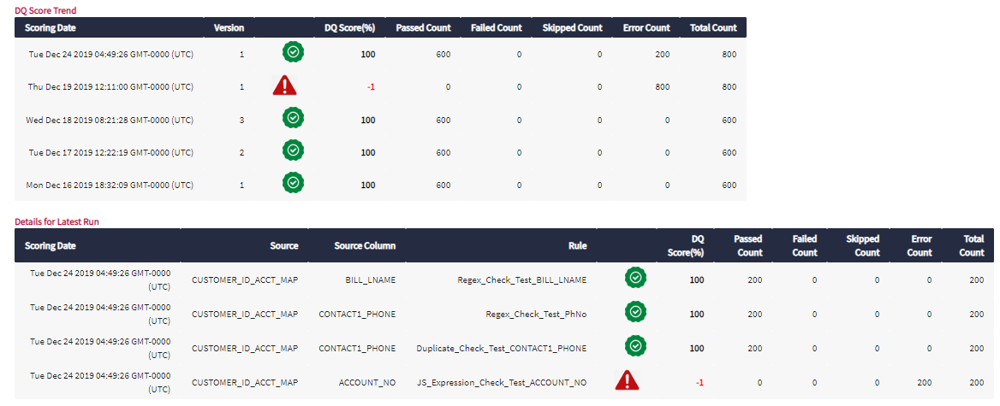 DQ Score Trend
Scoring Date Version DQ Score(%) Passed Count Failed Count Skipped Count Error Count Total Count
Tue Dec 24 2019 04:49:26 GMT-0000 (UTC) 1 100 600 0 0 200 800
Thu Dec 19 2019 12:11:00 GMT-0000 (UTC) 1 -1 0 0 0 800 800
Wed Dec 18 2019 08:21:28 GMT-0000 (UTC) 3 100 600 0 0 0 600
Tue Dec 17 2019 12:22:19 GMT-0000 (UTC) 2 100 600 0 0 0 600
Mon Dec 16 2019 18:32:09 GMT-0000 (UTC) 1 100 600 0 0 0 600
Details for Latest Run
Scoring Date Source Source Column Rule DQ Score(%) Passed Count Failed Count Skipped Count Error Count Total Count
Tue Dec 24 2019 04:49:26 GMT-0000
(UTC) CUSTOMER_ID_ACCT_MAP BILL_LNAME Regex_Check_Test_BILL_LNAME 100 200 0 0 0 200
Tue Dec 24 2019 04:49:26 GMT-0000
(UTC) CUSTOMER_ID_ACCT_MAP CONTACT1_PHONE Regex_Check_Test_PhNo 100 200 0 0 0 200
Tue Dec 24 2019 04:49:26 GMT-0000
(UTC) CUSTOMER_ID_ACCT_MAP CONTACT1_PHONE Duplicate_Check_Test_CONTACT1_PHONE 100 200 0 0 0 200
Tue Dec 24 2019 04:49:26 GMT-0000
(UTC) CUSTOMER_ID_ACCT_MAP ACCOUNT_NO JS_Expression_Check_Test_ACCOUNT_NO -1 0 0 0 200 200